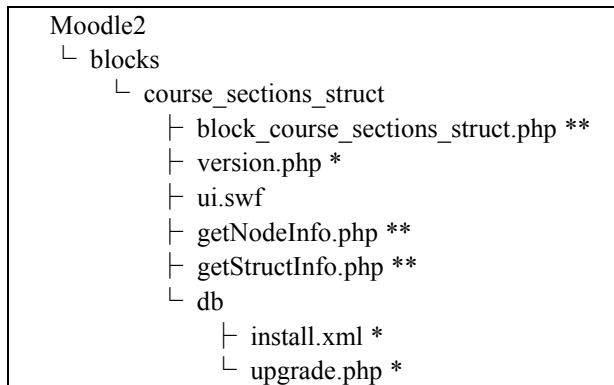 Moodle2
└ blocks
└ course_sections_struct
├ block_course_sections_struct.php **
├ version.php *
├ ui.swf
├ getNodeInfo.php **
├ getStructInfo.php **
└ db
├ install.xml *
└ upgrade.php *